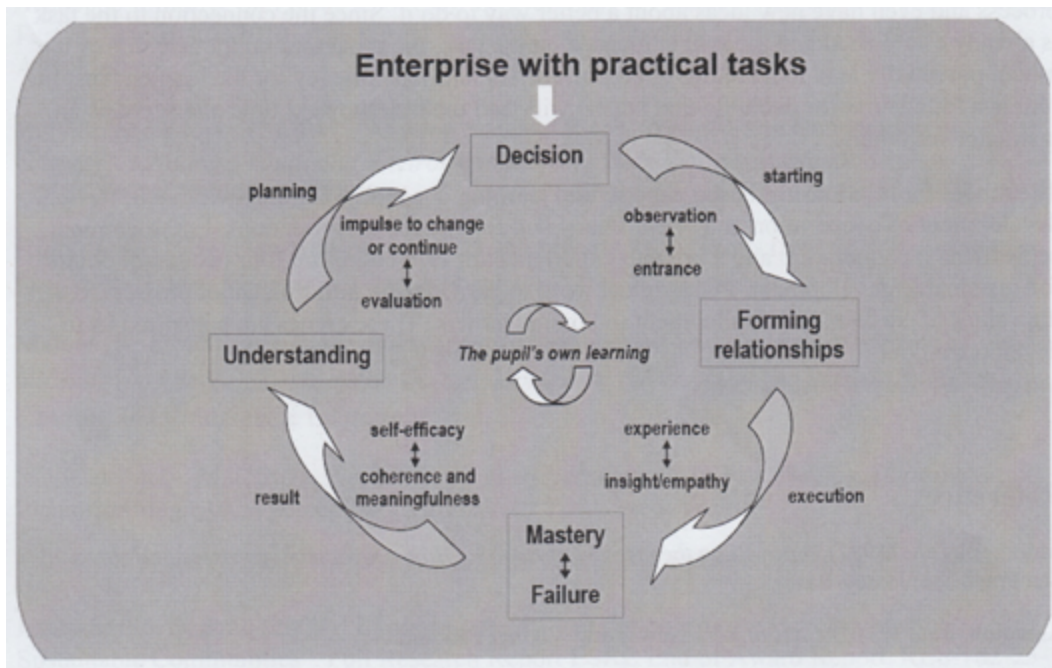 Enterprise with practical tasks
Decision
planning
starting
impulse to change
or continue
evaluation
observation
entrance
Understanding
The pupil's own learning
Forming
relationships
self-efficacy
coherence and
meaningfulness
experience
insight/empathy
result
execution
Mastery
Failure